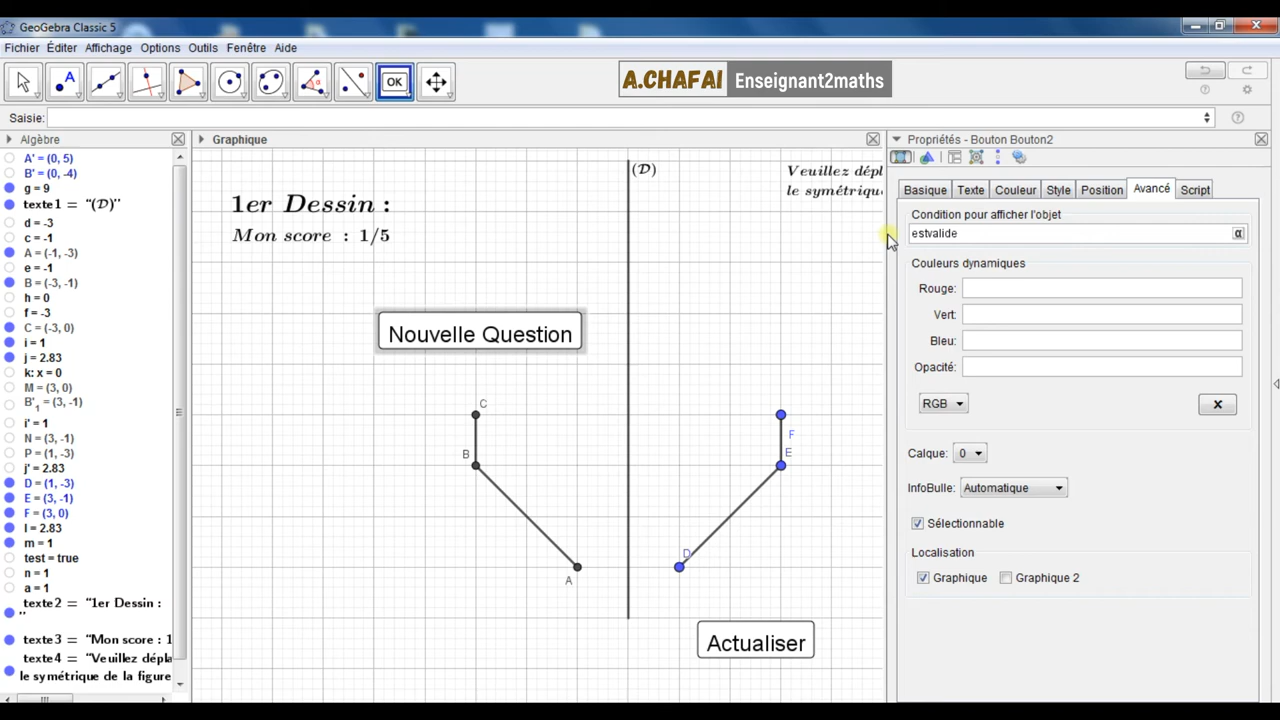 GeoGebra Classic 5
Fichier Éditer Affichage Options Outils Fenêtre Aide
OK
A.CHAFAI Enseignant2maths
Saisie:
Algèbre
Graphique
Propriétés - Bouton Bouton2
A' = (0, 5)
B' = (0, -4)
g = 9
texte1 = "(𝒟)"
d = -3
c = -1
A = (-1, -3)
e = -1
B = (-3, -1)
h = 0
f = -3
C = (-3, 0)
i = 1
j = 2.83
k: x = 0
M = (3, 0)
B'₁ = (3, -1)
i' = 1
N = (3, -1)
P = (1, -3)
j' = 2.83
D = (1, -3)
E = (3, -1)
F = (3, 0)
l = 2.83
m = 1
test = true
n = 1
a = 1
texte2 = "1er Dessin :
"
texte3 = "Mon score : 1
texte4 = "Veuillez dépla
le symétrique de la figure
1er Dessin :
Mon score : 1/5
(𝒟)
Veuillez dépl
le symétriqu
Nouvelle Question
C
B
A
F
E
D
Actualiser
Basique Texte Couleur Style Position Avancé Script
Condition pour afficher l'objet
estvalide
α
Couleurs dynamiques
Rouge:
Vert:
Bleu:
Opacité:
RGB
Calque: 0
InfoBulle: Automatique
Sélectionnable
Localisation
Graphique Graphique 2